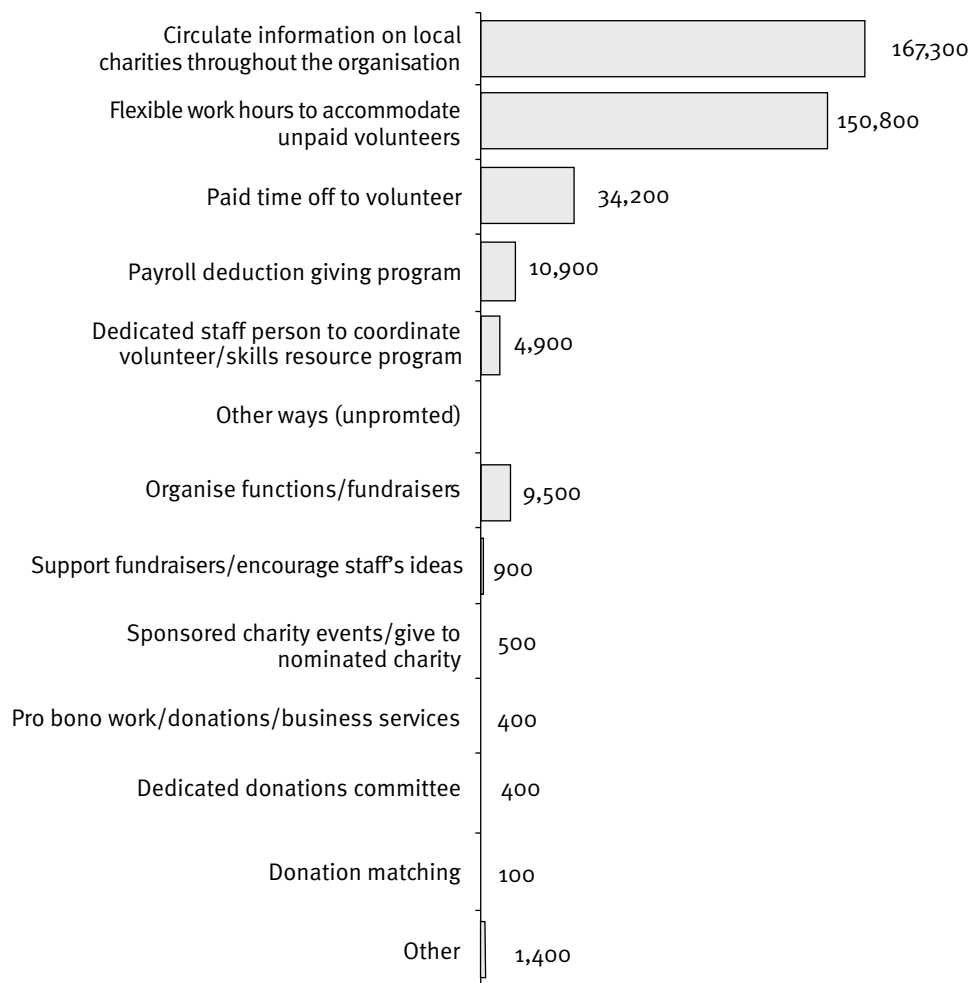 Circulate information on local
charities throughout the organisation
167,300
Flexible work hours to accommodate
unpaid volunteers
150,800
Paid time off to volunteer
34,200
Payroll deduction giving program
10,900
Dedicated staff person to coordinate
volunteer/skills resource program
4,900
Other ways (unpromted)
Organise functions/fundraisers
9,500
Support fundraisers/encourage staff's ideas
900
Sponsored charity events/give to
nominated charity
500
Pro bono work/donations/business services
400
Dedicated donations committee
400
Donation matching
100
Other
1,400